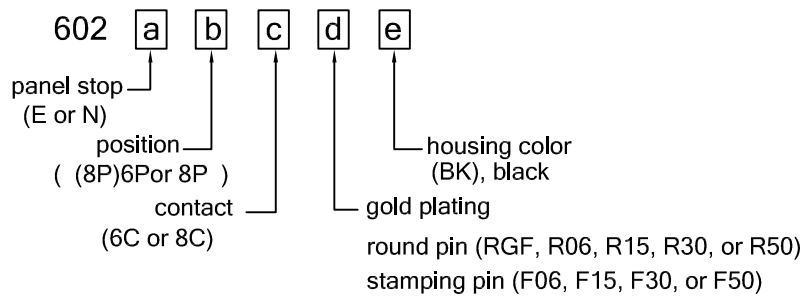 602 a b c d e
panel stop
(E or N)
position
( (8P)6Por 8P )
housing color
(BK), black
contact
(6C or 8C)
gold plating
round pin (RGF, R06, R15, R30, or R50)
stamping pin (F06, F15, F30, or F50)